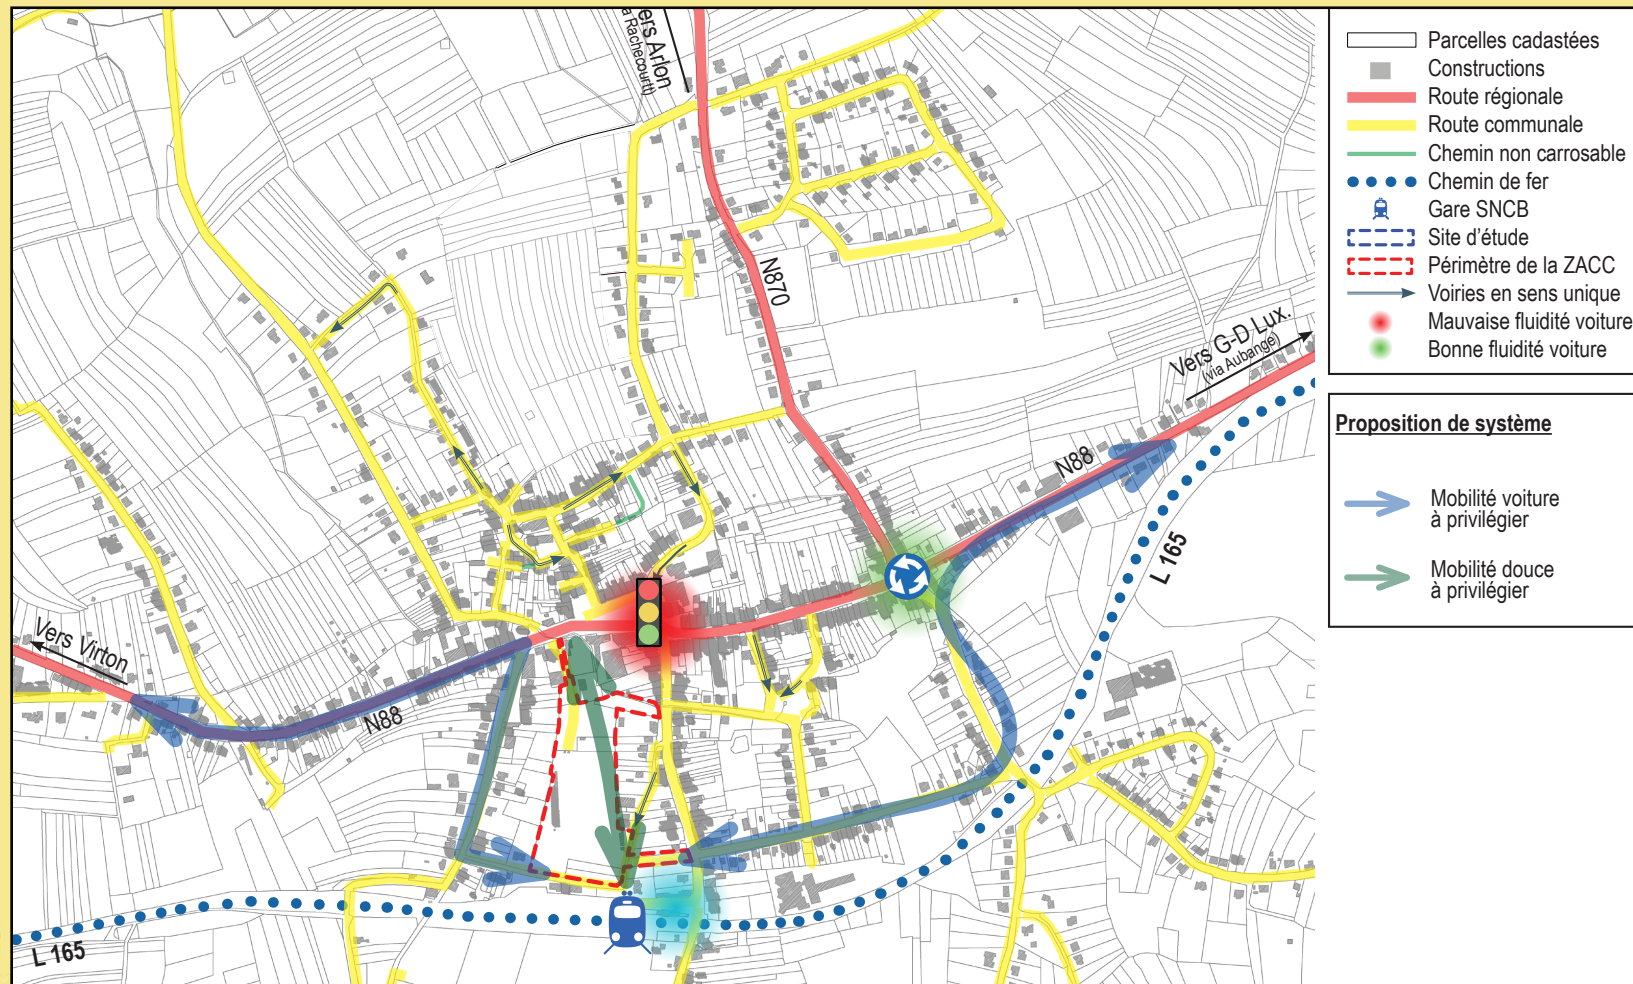 ers Arlon
a Rachecourtt)
N870
Vers G-D Lux.
(via Aubange)
N88
L 165
Vers Virton
N88
L 165
Parcelles cadastées
Constructions
Route régionale
Route communale
Chemin non carrosable
Chemin de fer
Gare SNCB
Site d'étude
Périmètre de la ZACC
Voiries en sens unique
Mauvaise fluidité voiture
Bonne fluidité voiture
Proposition de système
Mobilité voiture
à privilégier
Mobilité douce
à privilégier